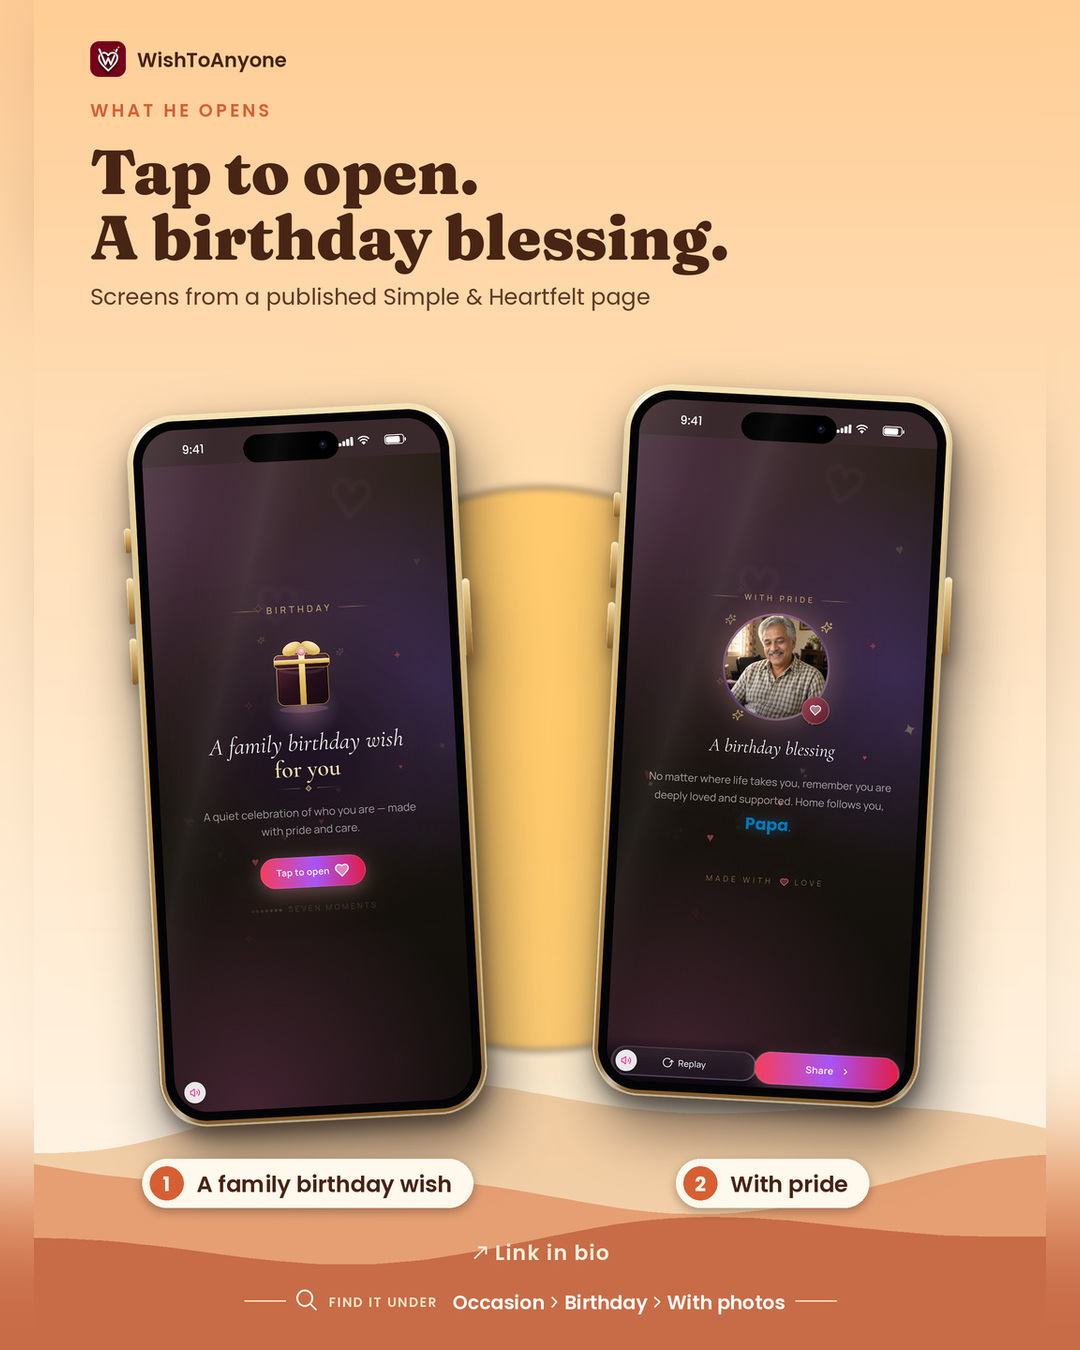 WishToAnyone
WHAT HE OPENS
Tap to open.
A birthday blessing.
Screens from a published Simple & Heartfelt page
9:41
BIRTHDAY
A family birthday wish
for you
A quiet celebration of who you are — made
with pride and care.
Tap to open
SEVEN MOMENTS
9:41
WITH PRIDE
A birthday blessing
No matter where life takes you, remember you are
deeply loved and supported. Home follows you,
Papa.
MADE WITH LOVE
Replay
Share ›
1 A family birthday wish
2 With pride
↗ Link in bio
FIND IT UNDER Occasion › Birthday › With photos